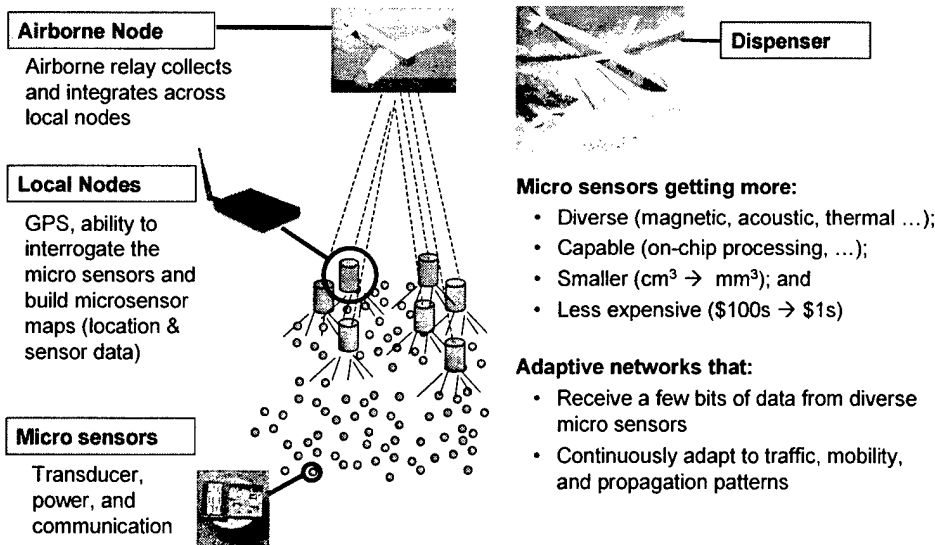 Airborne Node
Airborne relay collects
and integrates across
local nodes
Local Nodes
GPS, ability to
interrogate the
micro sensors and
build microsensor
maps (location &
sensor data)
Micro sensors
Transducer,
power, and
communication
Dispenser
Micro sensors getting more:
• Diverse (magnetic, acoustic, thermal ...);
• Capable (on-chip processing, ...);
• Smaller (cm³ → mm³); and
• Less expensive ($100s → $1s)
Adaptive networks that:
• Receive a few bits of data from diverse
micro sensors
• Continuously adapt to traffic, mobility,
and propagation patterns